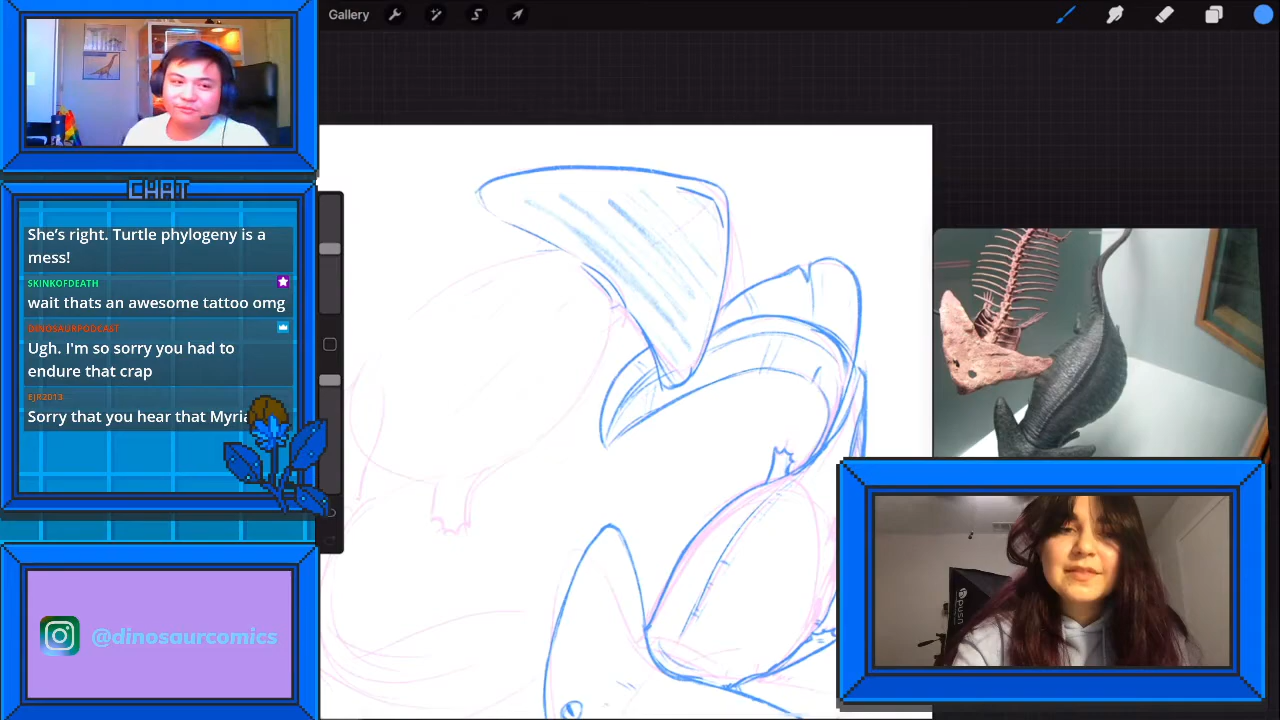 Gallery
CHAT
She's right. Turtle phylogeny is a
mess!
SKINKOFDEATH
wait thats an awesome tattoo omg
DINOSAURPODCAST
Ugh. I'm so sorry you had to
endure that crap
EJR2013
Sorry that you hear that Myria
@dinosaurcomics